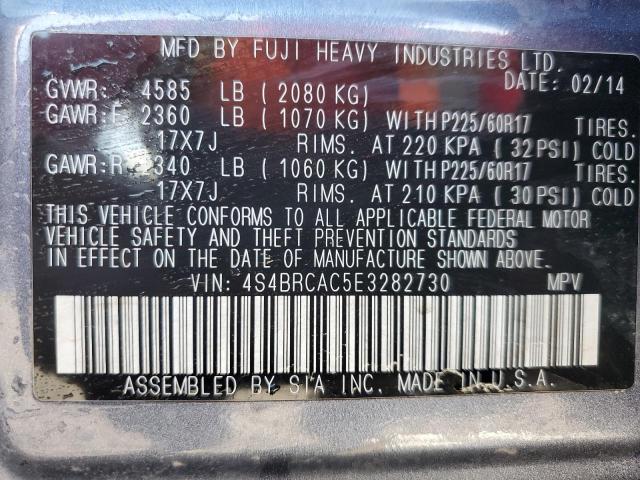 MFD BY FUJI HEAVY INDUSTRIES LTD.
DATE: 02/14
GVWR: 4585 LB ( 2080 KG)
GAWR:F 2360 LB ( 1070 KG) WITH P225/60R17 TIRES.
17X7J RIMS. AT 220 KPA ( 32 PSI) COLD
GAWR:R 340 LB ( 1060 KG) WITH P225/60R17 TIRES.
17X7J RIMS. AT 210 KPA ( 30 PSI) COLD
THIS VEHICLE CONFORMS TO ALL APPLICABLE FEDERAL MOTOR
VEHICLE SAFETY AND THEFT PREVENTION STANDARDS
IN EFFECT ON THE DATE OF MANUFACTURE SHOWN ABOVE.
VIN: 4S4BRCAC5E3282730 MPV
ASSEMBLED BY SIA INC. MADE IN U.S.A.